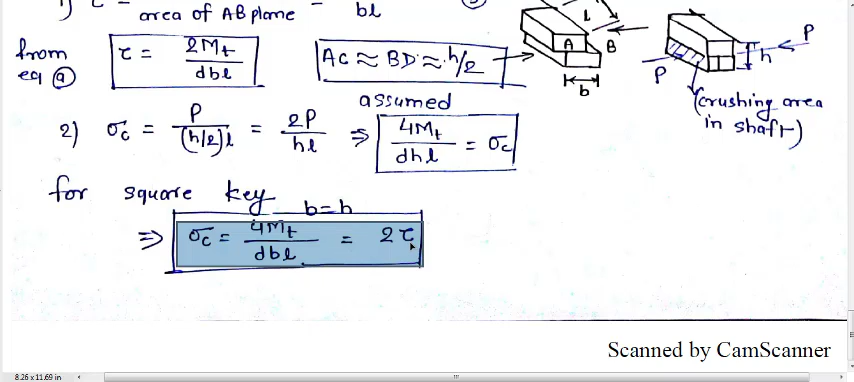 1) τ = area of AB plane = bl
from eq (a) τ = 2Mt / dbl
AC ≈ BD ≈ h/2
A B l b
P P h
(crushing area in shaft)
assumed
2) σc = P / (h/2)l = 2P / hl ⇒ 4Mt / dhl = σc
for square key b=h
⇒ σc = 4Mt / dbl = 2τ
Scanned by CamScanner
8.26 x 11.69 in